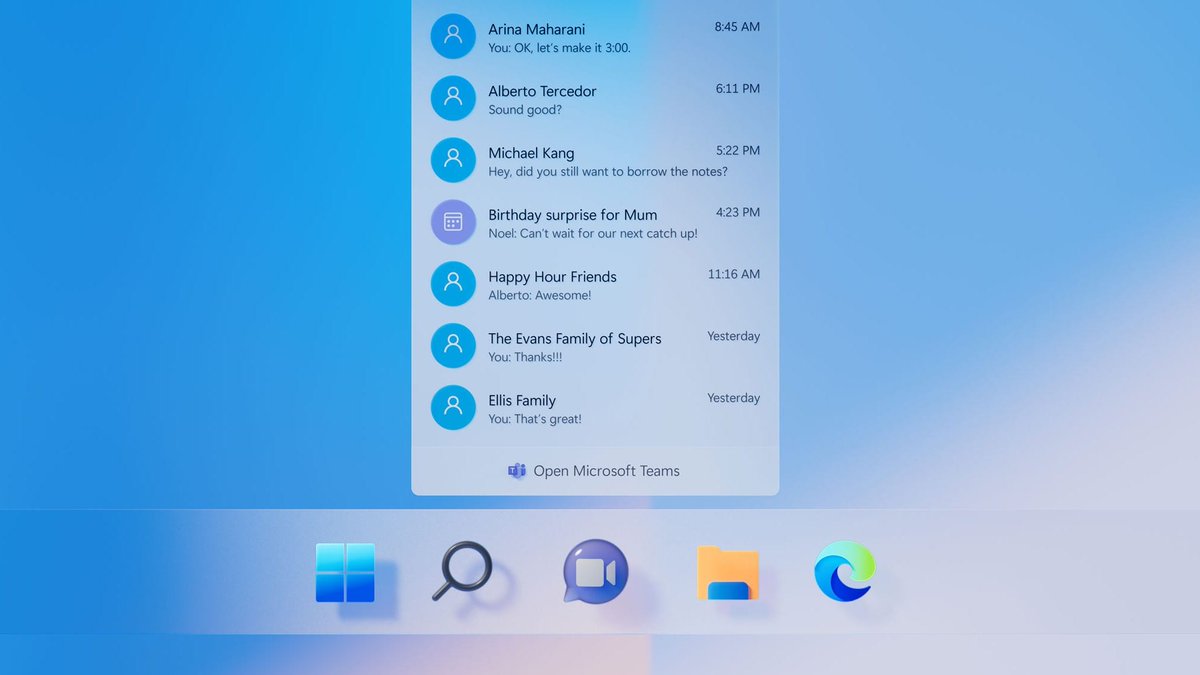 Arina Maharani
8:45 AM
You: OK, let's make it 3:00.
Alberto Tercedor
6:11 PM
Sound good?
Michael Kang
5:22 PM
Hey, did you still want to borrow the notes?
Birthday surprise for Mum
4:23 PM
Noel: Can't wait for our next catch up!
Happy Hour Friends
11:16 AM
Alberto: Awesome!
The Evans Family of Supers
Yesterday
You: Thanks!!!
Ellis Family
Yesterday
You: That's great!
Open Microsoft Teams